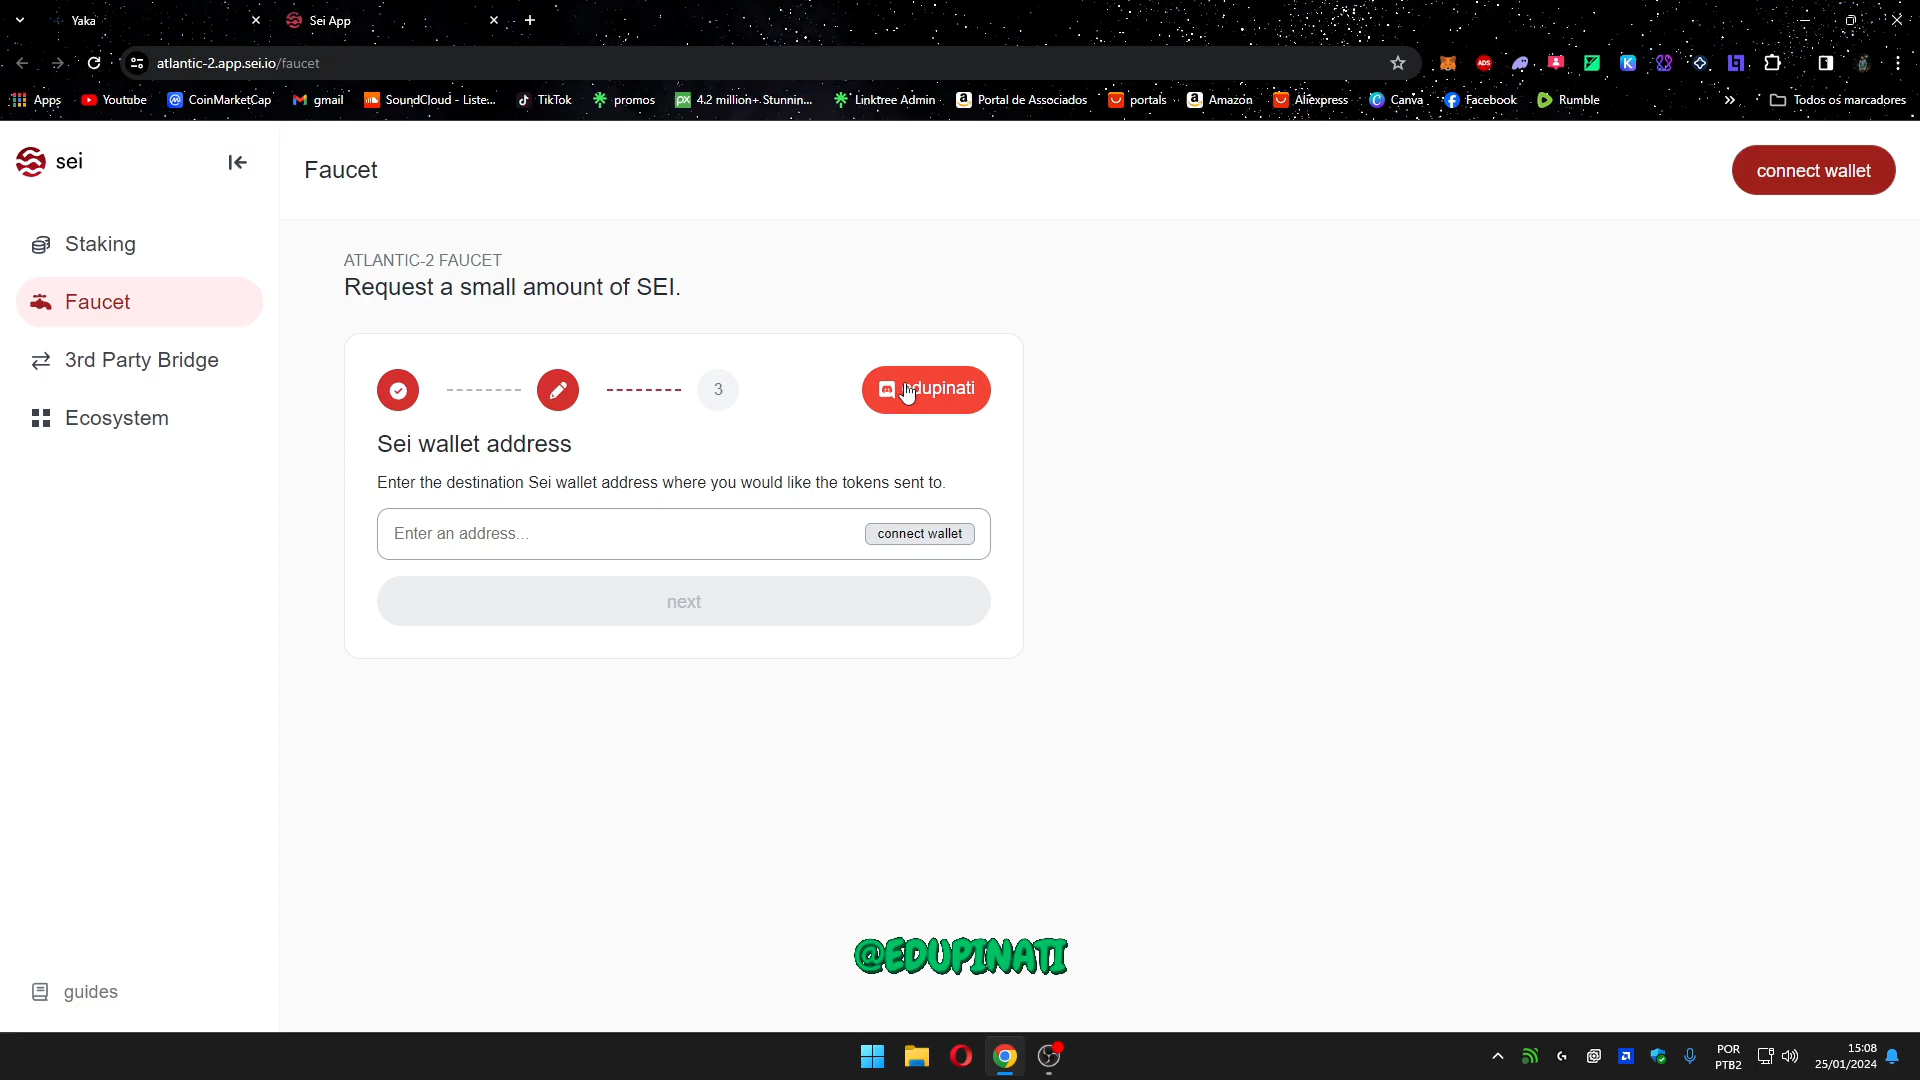 Yaka
Sei App
atlantic-2.app.sei.io/faucet
Apps
Youtube
CoinMarketCap
gmail
SoundCloud - Liste...
TikTok
promos
4.2 million+ Stunnin...
Linktree Admin
Portal de Associados
portals
Amazon
Aliexpress
Canva
Facebook
Rumble
Todos os marcadores
sei
Faucet
connect wallet
Staking
Faucet
3rd Party Bridge
Ecosystem
guides
ATLANTIC-2 FAUCET
Request a small amount of SEI.
3
edupinati
Sei wallet address
Enter the destination Sei wallet address where you would like the tokens sent to.
Enter an address...
connect wallet
next
@EDUPINATI
POR
PTB2
15:08
25/01/2024